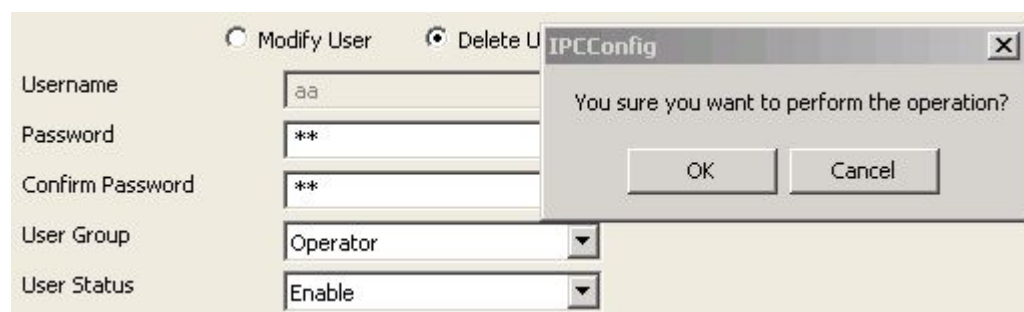 Modify User Delete U
IPCConfig
Username aa
You sure you want to perform the operation?
Password **
OK Cancel
Confirm Password **
User Group Operator
User Status Enable